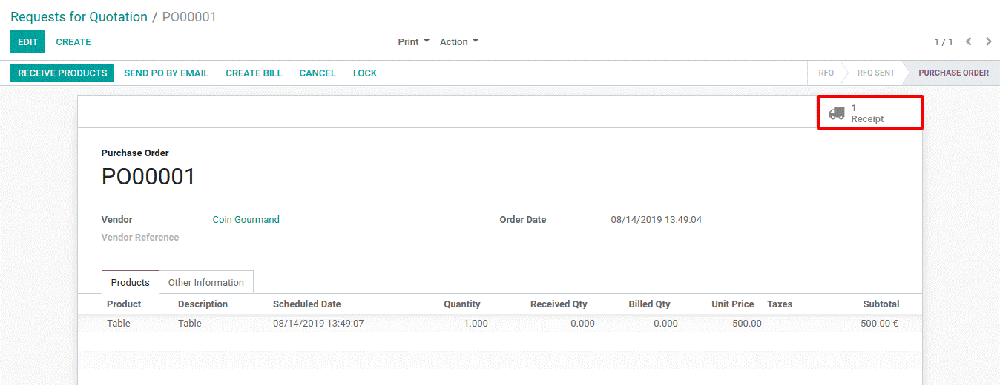 Requests for Quotation / PO00001
EDIT CREATE Print Action 1 / 1
RECEIVE PRODUCTS SEND PO BY EMAIL CREATE BILL CANCEL LOCK RFQ RFQ SENT PURCHASE ORDER
1
Receipt
Purchase Order
PO00001
Vendor Coin Gourmand Order Date 08/14/2019 13:49:04
Vendor Reference
Products Other Information
Product Description Scheduled Date Quantity Received Qty Billed Qty Unit Price Taxes Subtotal
Table Table 08/14/2019 13:49:07 1.000 0.000 0.000 500.00 500.00 €